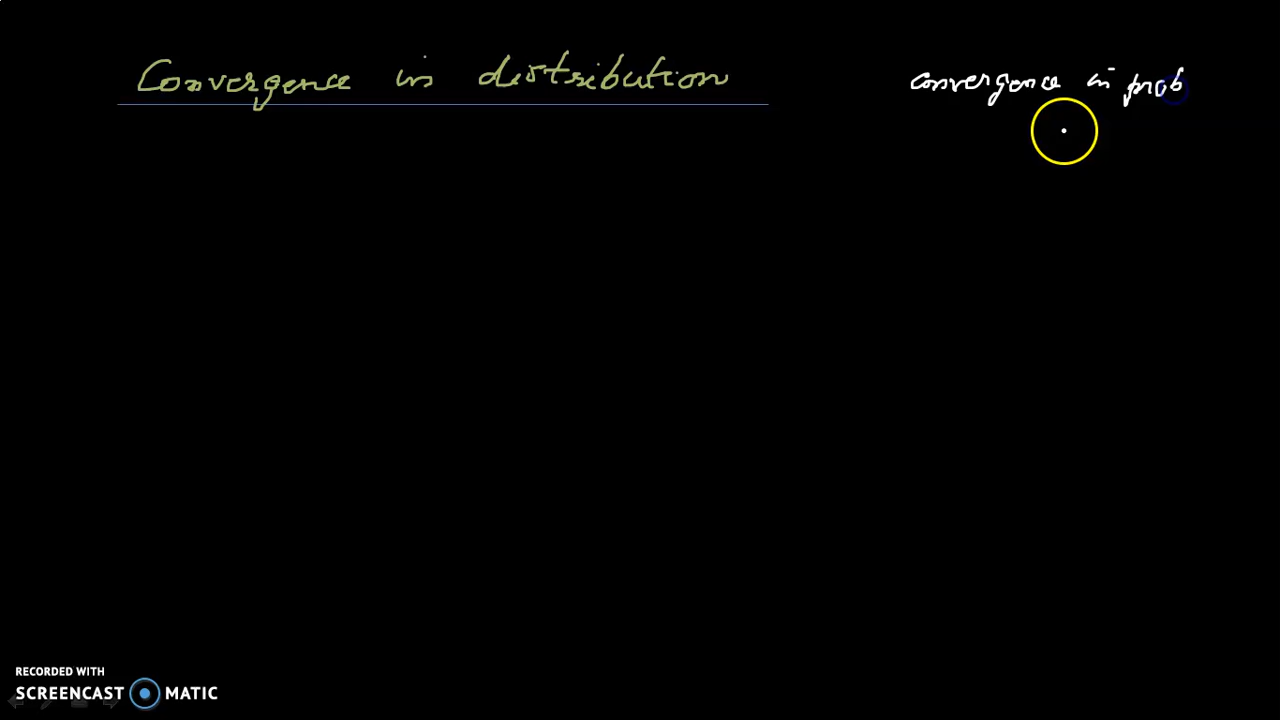 Convergence in distribution
convergence in prob
RECORDED WITH
SCREENCAST MATIC